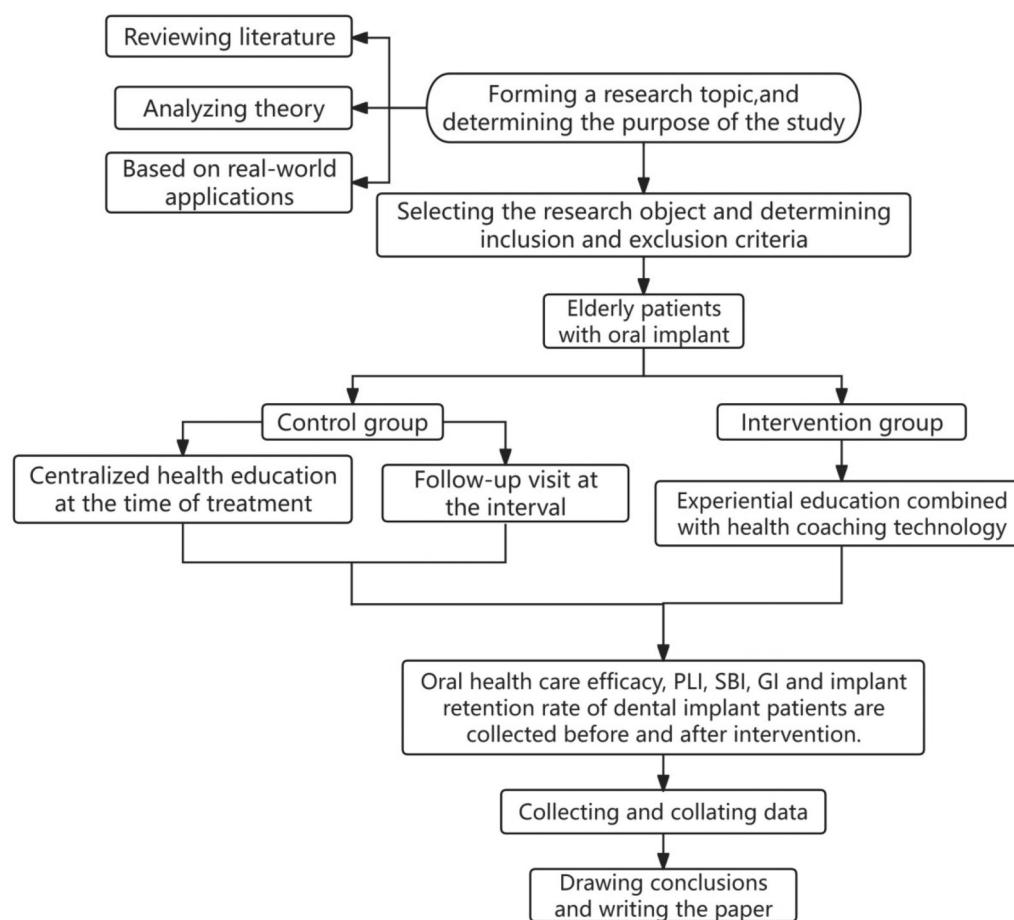 Reviewing literature
Analyzing theory
Based on real-world
applications
Forming a research topic,and
determining the purpose of the study
Selecting the research object and determining
inclusion and exclusion criteria
Elderly patients
with oral implant
Control group
Intervention group
Centralized health education
at the time of treatment
Follow-up visit at
the interval
Experiential education combined
with health coaching technology
Oral health care efficacy, PLI, SBI, GI and implant
retention rate of dental implant patients are
collected before and after intervention.
Collecting and collating data
Drawing conclusions
and writing the paper